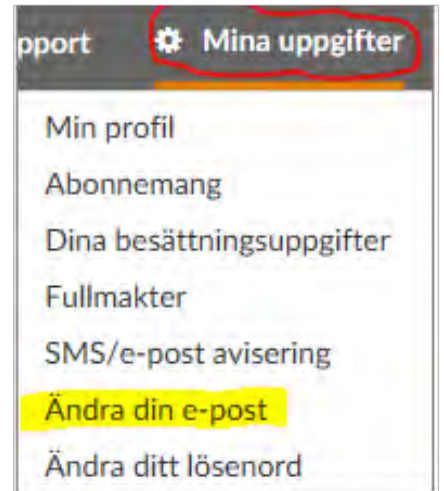 pport Mina uppgifter
Min profil
Abonnemang
Dina besättningsuppgifter
Fullmakter
SMS/e-post avisering
Ändra din e-post
Ändra ditt lösenord